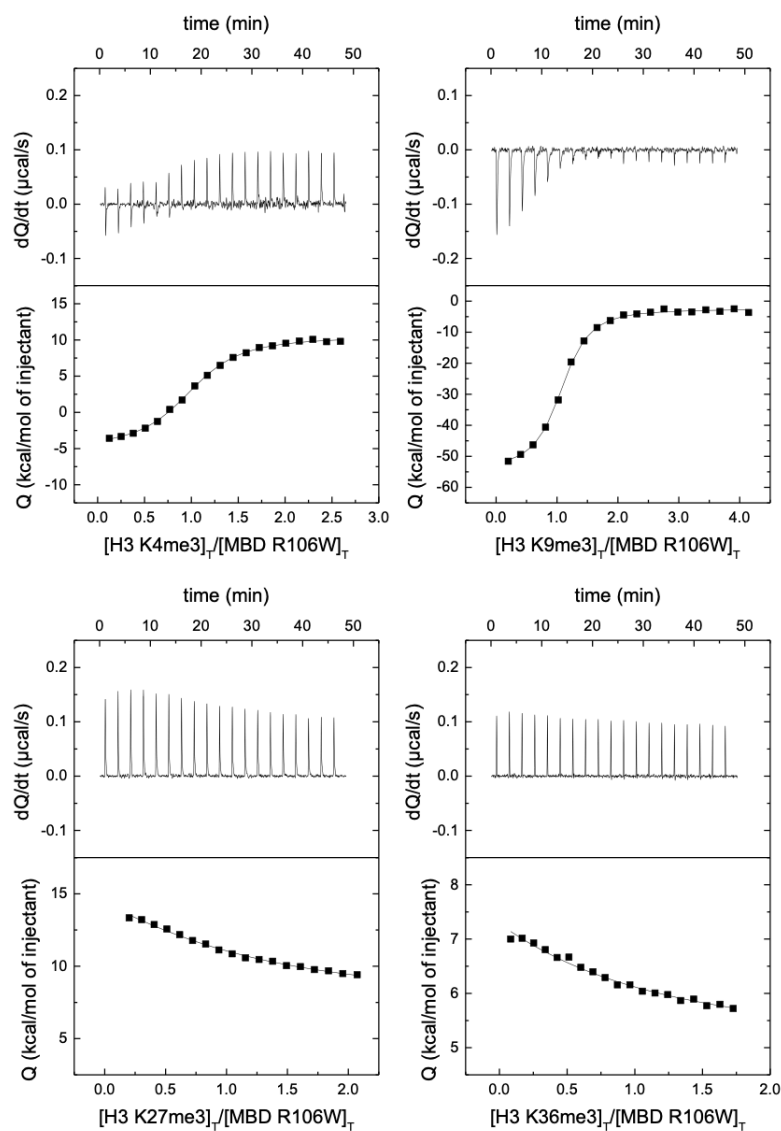 time (min)
0 10 20 30 40 50
0.2
0.1
0.0
-0.1
dQ/dt (μcal/s)
15
10
5
0
-5
-10
Q (kcal/mol of injectant)
0.0 0.5 1.0 1.5 2.0 2.5 3.0
[H3 K4me3]T/[MBD R106W]T
time (min)
0 10 20 30 40 50
0.1
0.0
-0.1
-0.2
dQ/dt (μcal/s)
0
-10
-20
-30
-40
-50
-60
Q (kcal/mol of injectant)
0.0 1.0 2.0 3.0 4.0
[H3 K9me3]T/[MBD R106W]T
time (min)
0 10 20 30 40 50
0.2
0.1
0.0
-0.1
dQ/dt (μcal/s)
15
10
5
Q (kcal/mol of injectant)
0.0 0.5 1.0 1.5 2.0
[H3 K27me3]T/[MBD R106W]T
time (min)
0 10 20 30 40 50
0.2
0.1
0.0
-0.1
dQ/dt (μcal/s)
8
7
6
5
Q (kcal/mol of injectant)
0.0 0.5 1.0 1.5 2.0
[H3 K36me3]T/[MBD R106W]T